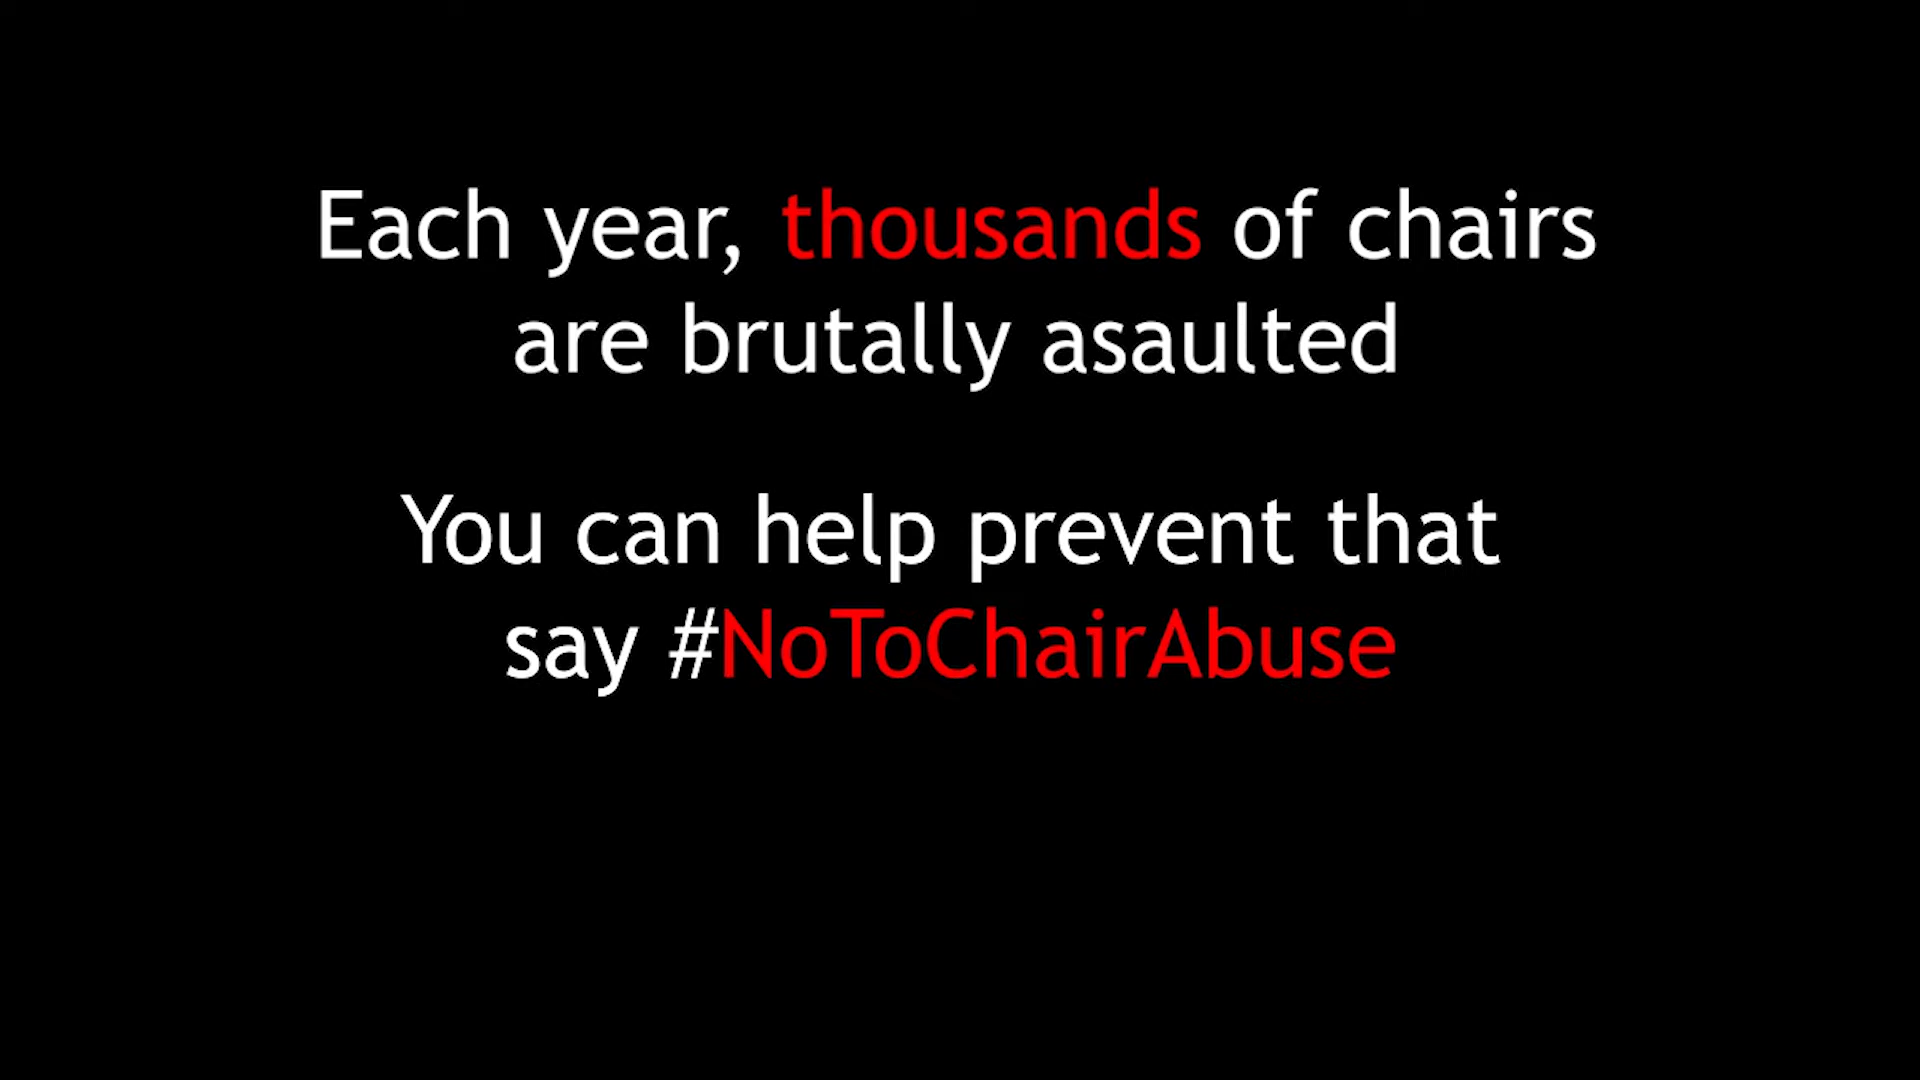 Each year, thousands of chairs
are brutally asaulted
You can help prevent that
say #NoToChairAbuse